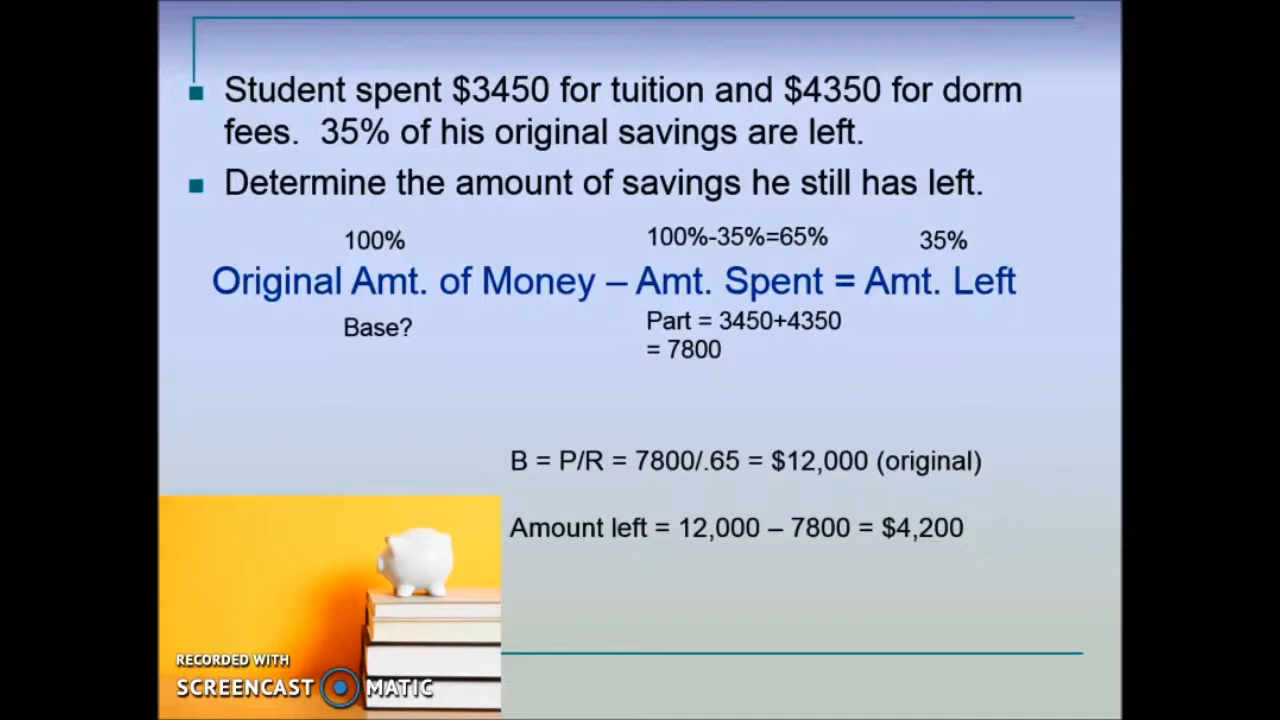 Student spent $3450 for tuition and $4350 for dorm
fees. 35% of his original savings are left.
Determine the amount of savings he still has left.
100%
100%-35%=65%
35%
Original Amt. of Money – Amt. Spent = Amt. Left
Base?
Part = 3450+4350
= 7800
B = P/R = 7800/.65 = $12,000 (original)
Amount left = 12,000 – 7800 = $4,200
RECORDED WITH
SCREENCAST MATIC